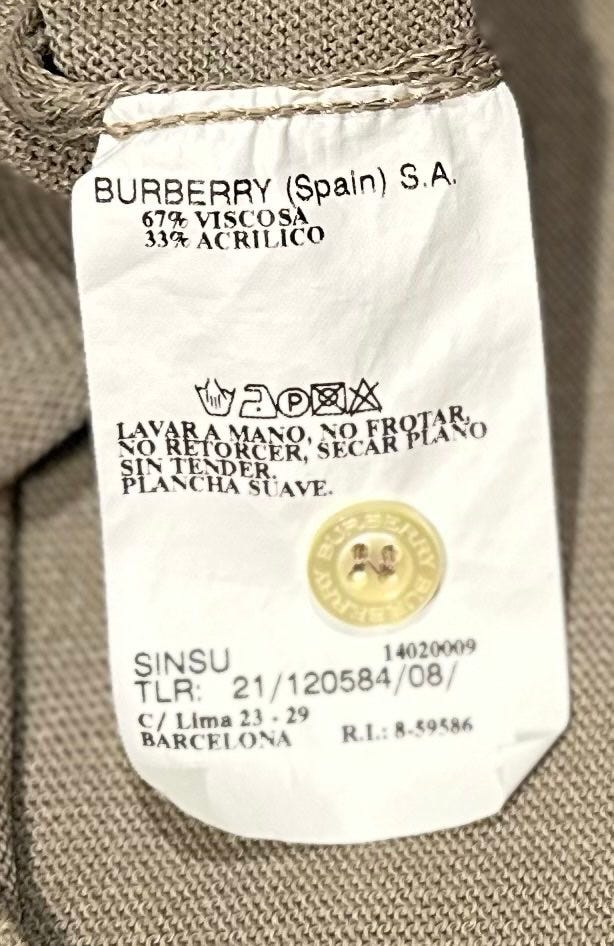 BURBERRY (Spain) S.A.
67% VISCOSA
33% ACRILICO
P
LAVAR A MANO, NO FROTAR,
NO RETORCER, SECAR PLANO
SIN TENDER.
PLANCHA SUAVE.
BURBERRY BURBERRY
SINSU 14020009
TLR: 21/120584/08/
C/ Lima 23 - 29
BARCELONA R.I.: 8-59586